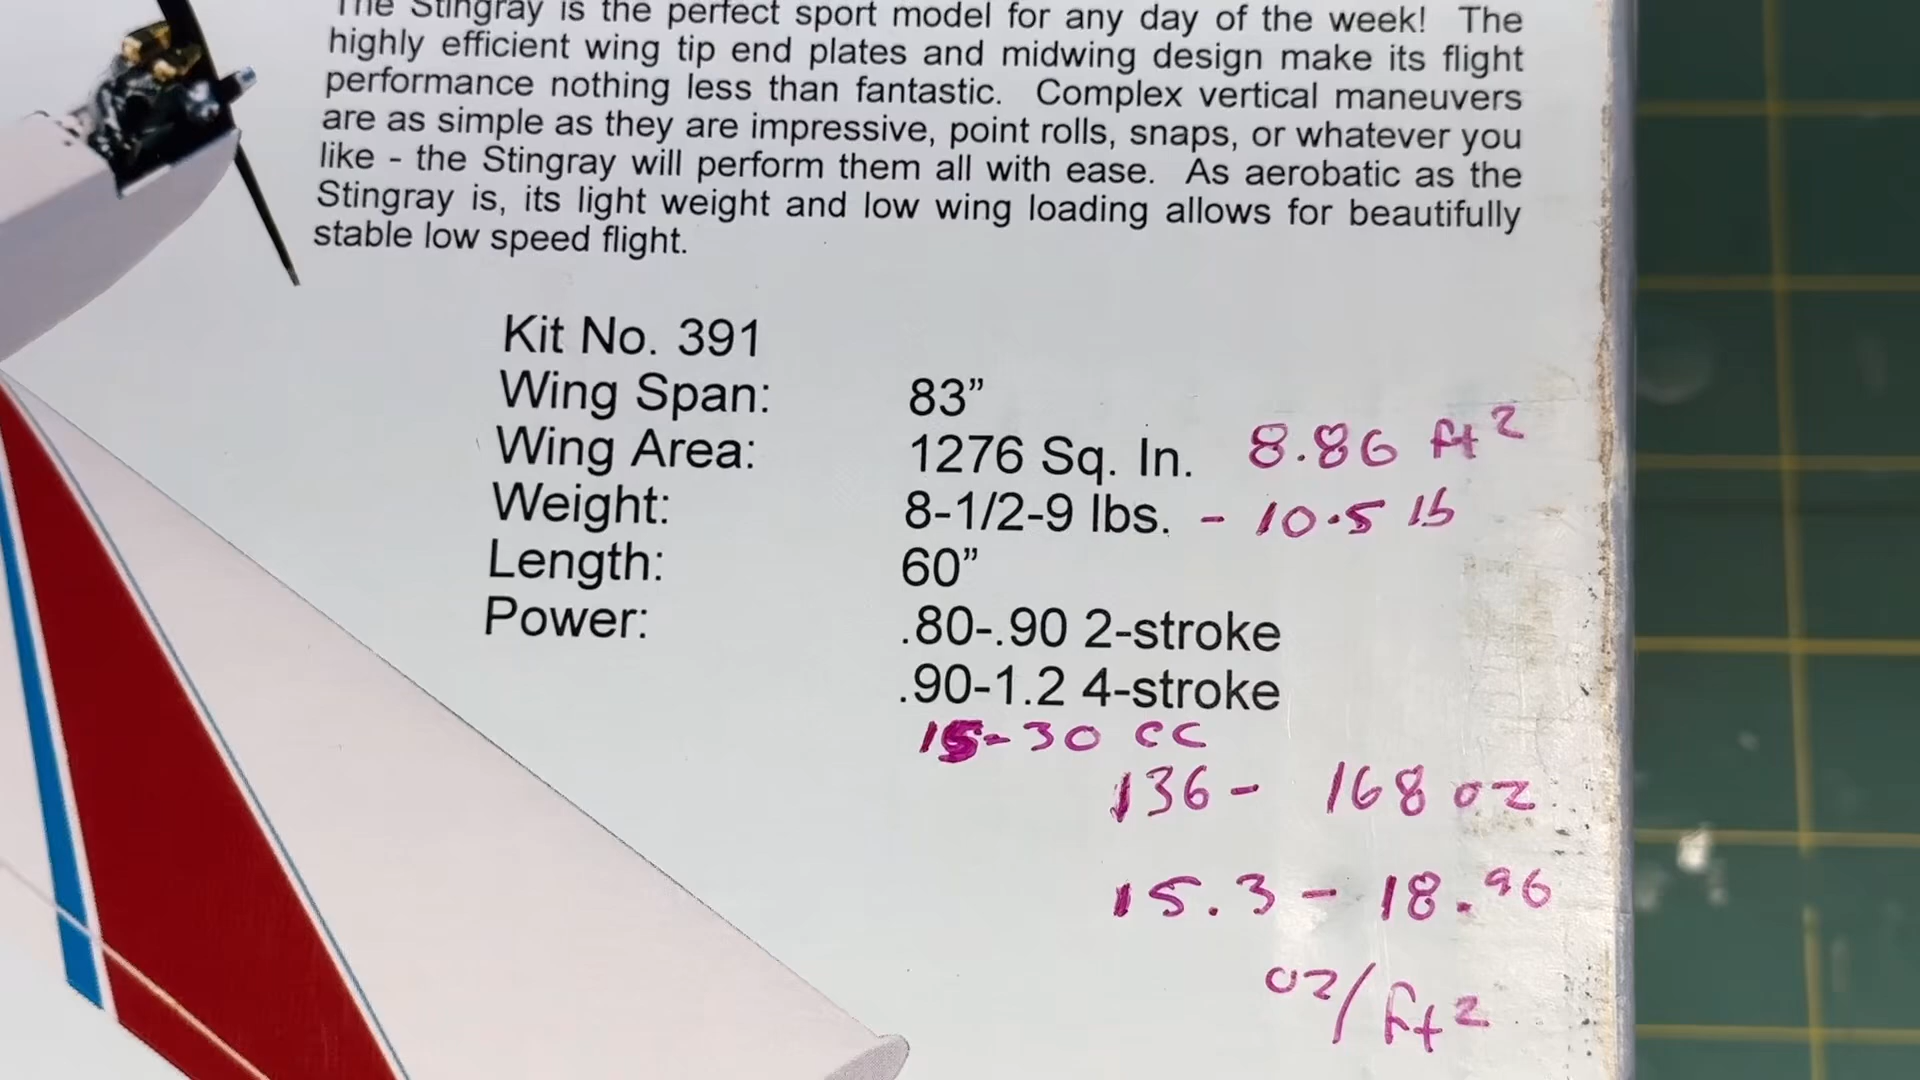 The Stingray is the perfect sport model for any day of the week! The
highly efficient wing tip end plates and midwing design make its flight
performance nothing less than fantastic. Complex vertical maneuvers
are as simple as they are impressive, point rolls, snaps, or whatever you
like - the Stingray will perform them all with ease. As aerobatic as the
Stingray is, its light weight and low wing loading allows for beautifully
stable low speed flight.
Kit No. 391
Wing Span: 83”
Wing Area: 1276 Sq. In. 8.86 ft²
Weight: 8-1/2-9 lbs. - 10.5 lb
Length: 60”
Power: .80-.90 2-stroke
.90-1.2 4-stroke
15-30 cc
136 - 168 oz
15.3 - 18.96
oz/ft²